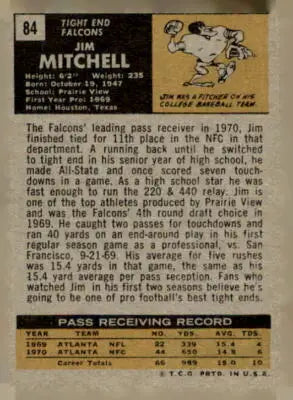 84
TIGHT END
FALCONS
JIM
MITCHELL
Height: 6'2" Weight: 235
Born: October 19, 1947
School: Prairie View
First Year Pro: 1969
Home: Houston, Texas
JIM WAS A PITCHER ON HIS
COLLEGE BASEBALL TEAM.
The Falcons' leading pass receiver in 1970, Jim
finished tied for 11th place in the NFC in that
department. A running back until he switched
to tight end in his senior year of high school, he
made All-State and once scored seven touch-
downs in a game. As a high school star he was
fast enough to run the 220 & 440 relay. Jim is
one of the top athletes produced by Prairie View
and was the Falcons' 4th round draft choice in
1969. He caught two passes for touchdowns and
ran 40 yards on an end-around play in his first
regular season game as a professional, vs. San
Francisco, 9-21-69. His average for five rushes
was 15.4 yards in that game, the same as his
15.4 yard average per pass reception. Fans who
watched Jim in his first two seasons believe he's
going to be one of pro football's best tight ends.
PASS RECEIVING RECORD
YEAR TEAM NO. YDS. AVG. TDS.
1969 ATLANTA NFL 22 339 15.4 4
1970 ATLANTA NFC 44 650 14.8 6
Career Totals 66 989 15.0 10
© T.C.G. PRTD. IN U.S.A.